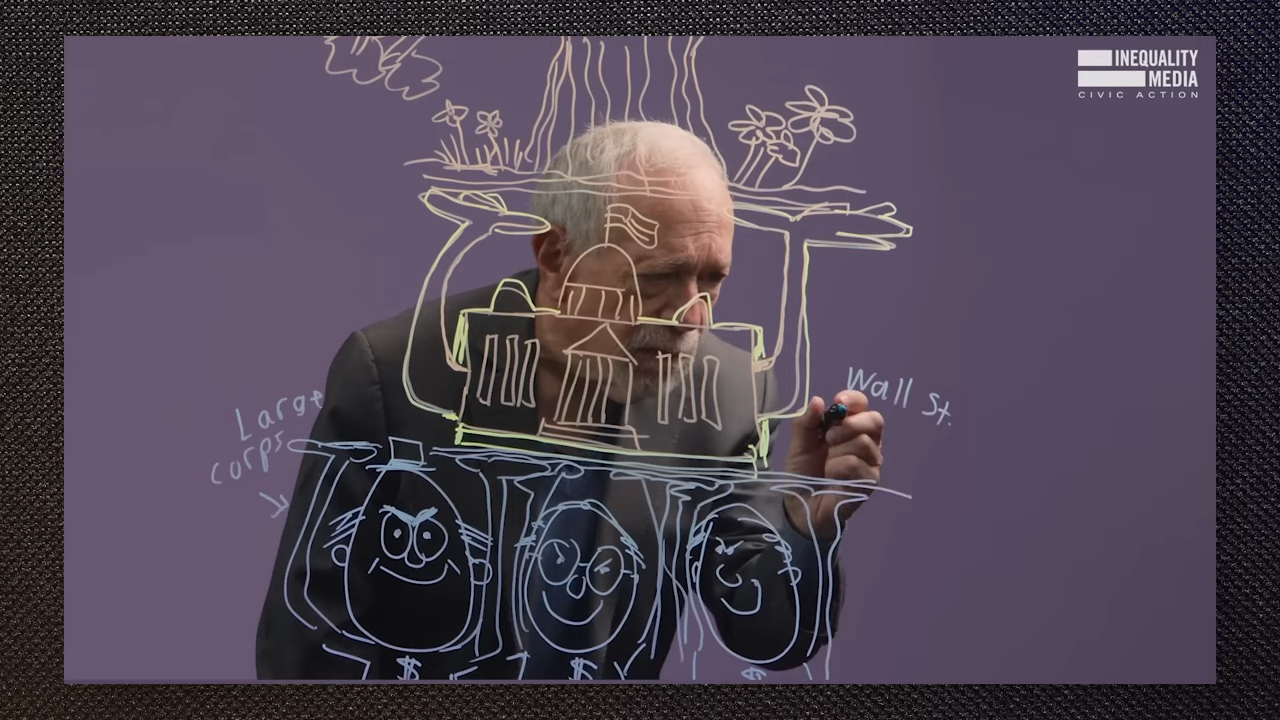 INEQUALITY
MEDIA
CIVIC ACTION
Wall St.
Large
corps
$
$
$